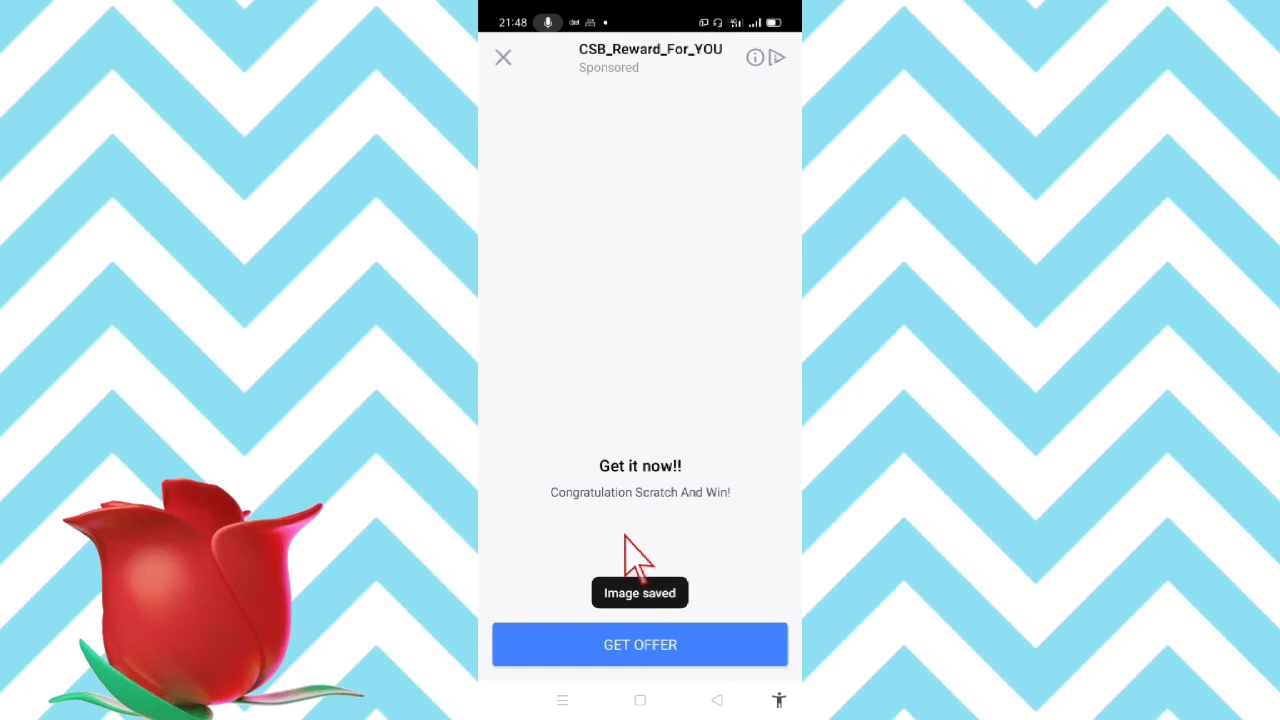 21:48
CSB_Reward_For_YOU
Sponsored
Get it now!!
Congratulation Scratch And Win!
Image saved
GET OFFER